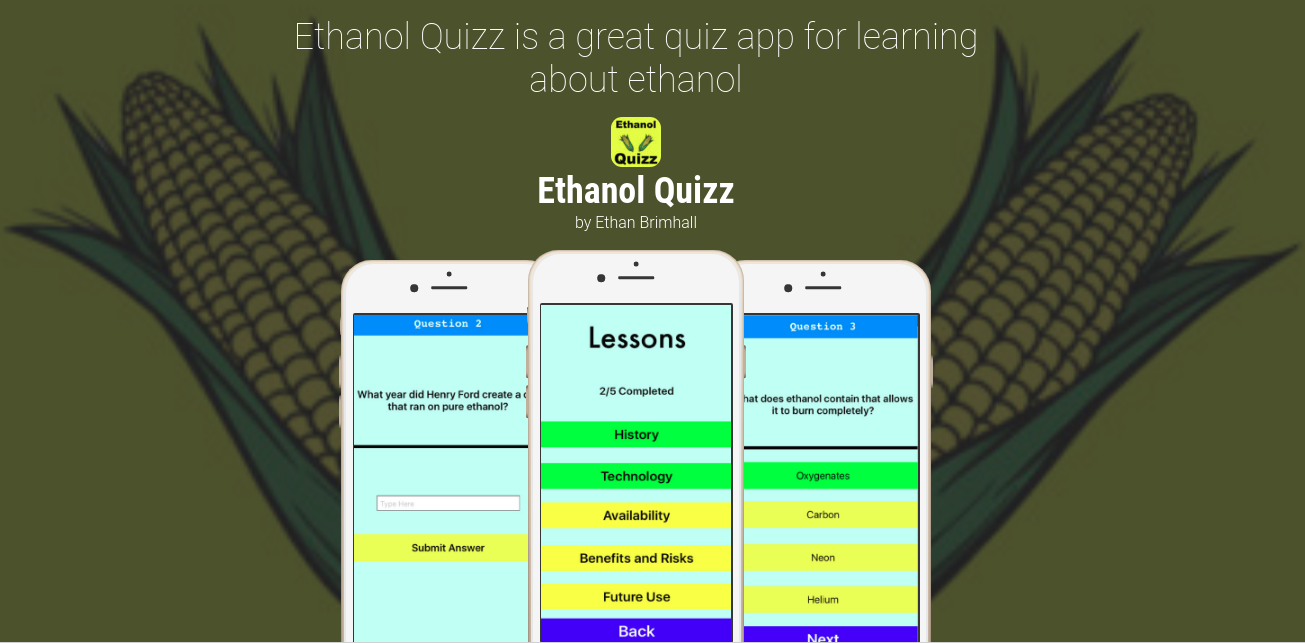 Ethanol Quizz is a great quiz app for learning
about ethanol
Ethanol
Quizz
Ethanol Quizz
by Ethan Brimhall
Question 2
What year did Henry Ford create a
that ran on pure ethanol?
Type Here
Submit Answer
Lessons
2/5 Completed
History
Technology
Availability
Benefits and Risks
Future Use
Back
Question 3
does ethanol contain that allows
it to burn completely?
Oxygenates
Carbon
Neon
Helium
Next